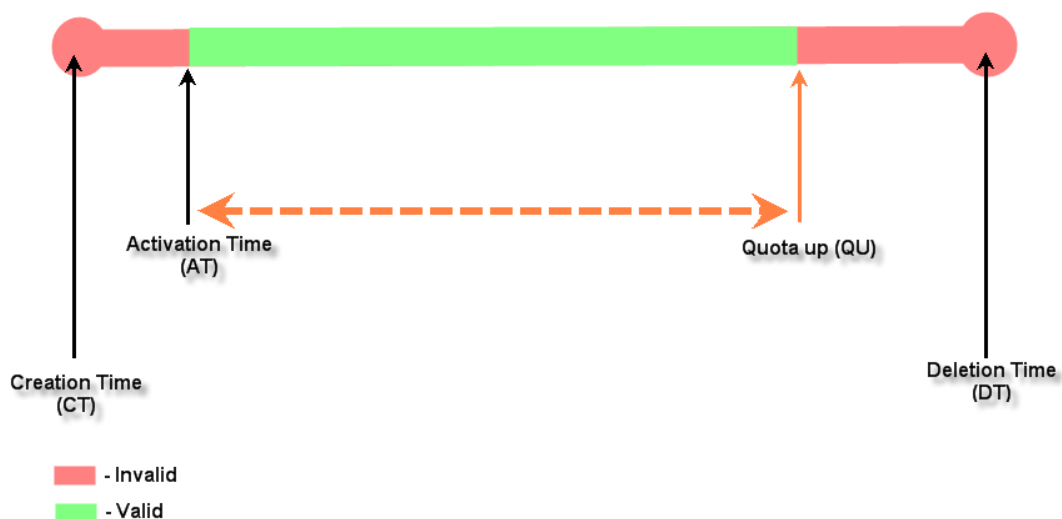 Activation Time
(AT)
Quota up (QU)
Creation Time
(CT)
Deletion Time
(DT)
- Invalid
- Valid